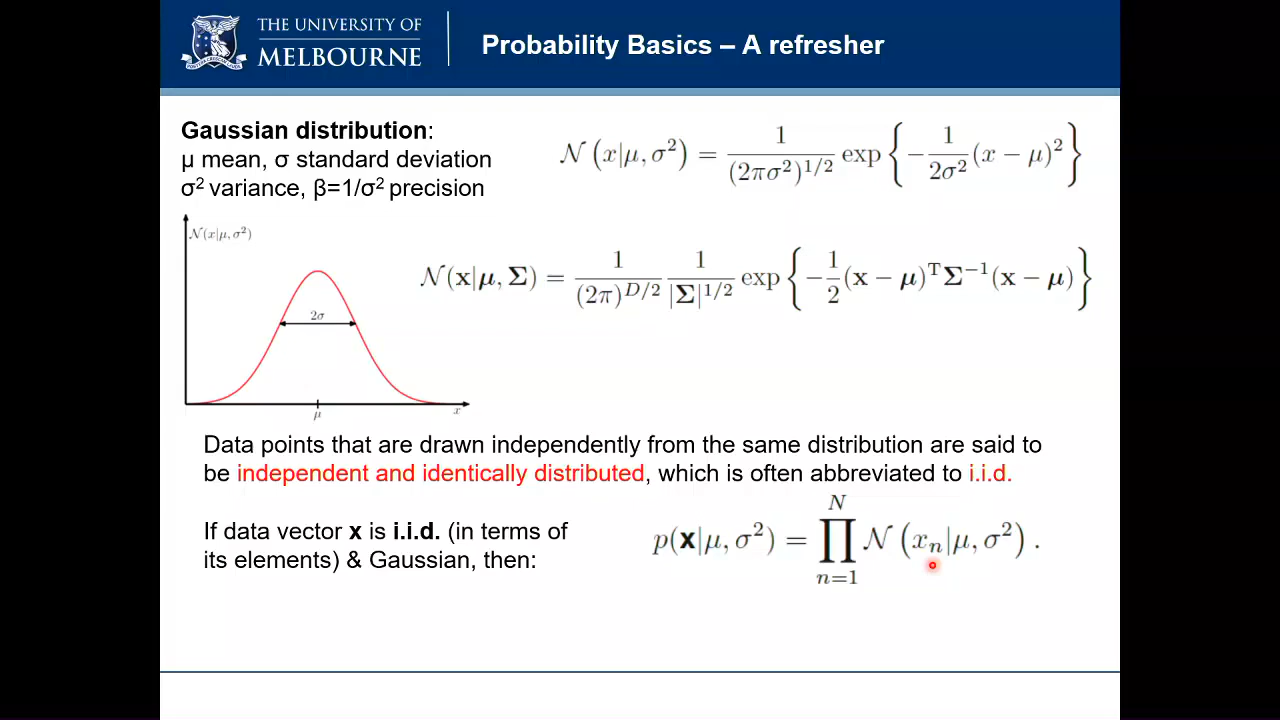 THE UNIVERSITY OF
MELBOURNE
Probability Basics – A refresher
Gaussian distribution:
μ mean, σ standard deviation
σ² variance, β=1/σ² precision
𝒩(x|μ, σ²) = 1/(2πσ²)^{1/2} exp{−1/(2σ²) (x − μ)²}
𝒩(x|μ, σ²)
𝒩(𝐱|𝛍, 𝚺) = 1/(2π)^{D/2} 1/|𝚺|^{1/2} exp{−1/2 (𝐱 − 𝛍)^T 𝚺^{−1} (𝐱 − 𝛍)}
2σ
μ
x
Data points that are drawn independently from the same distribution are said to
be independent and identically distributed, which is often abbreviated to i.i.d.
If data vector x is i.i.d. (in terms of
its elements) & Gaussian, then:
p(𝐱|μ, σ²) = ∏_{n=1}^{N} 𝒩(x_n|μ, σ²).